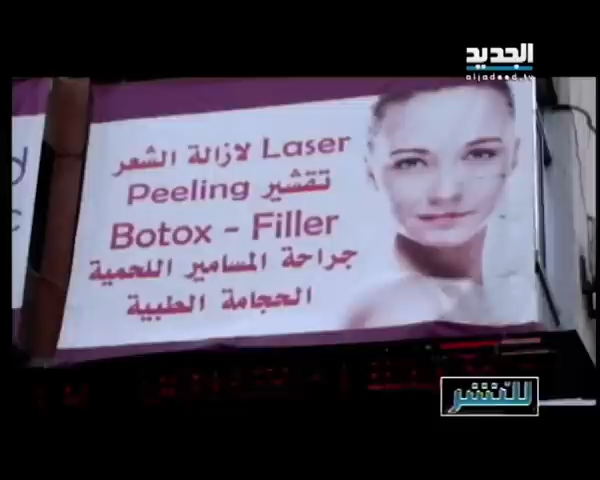 الجديد
aljadeed.tv
Laser لازالة الشعر
تقشير Peeling
Botox - Filler
جراحة المسامير اللحمية
الحجامة الطبية
للنشر